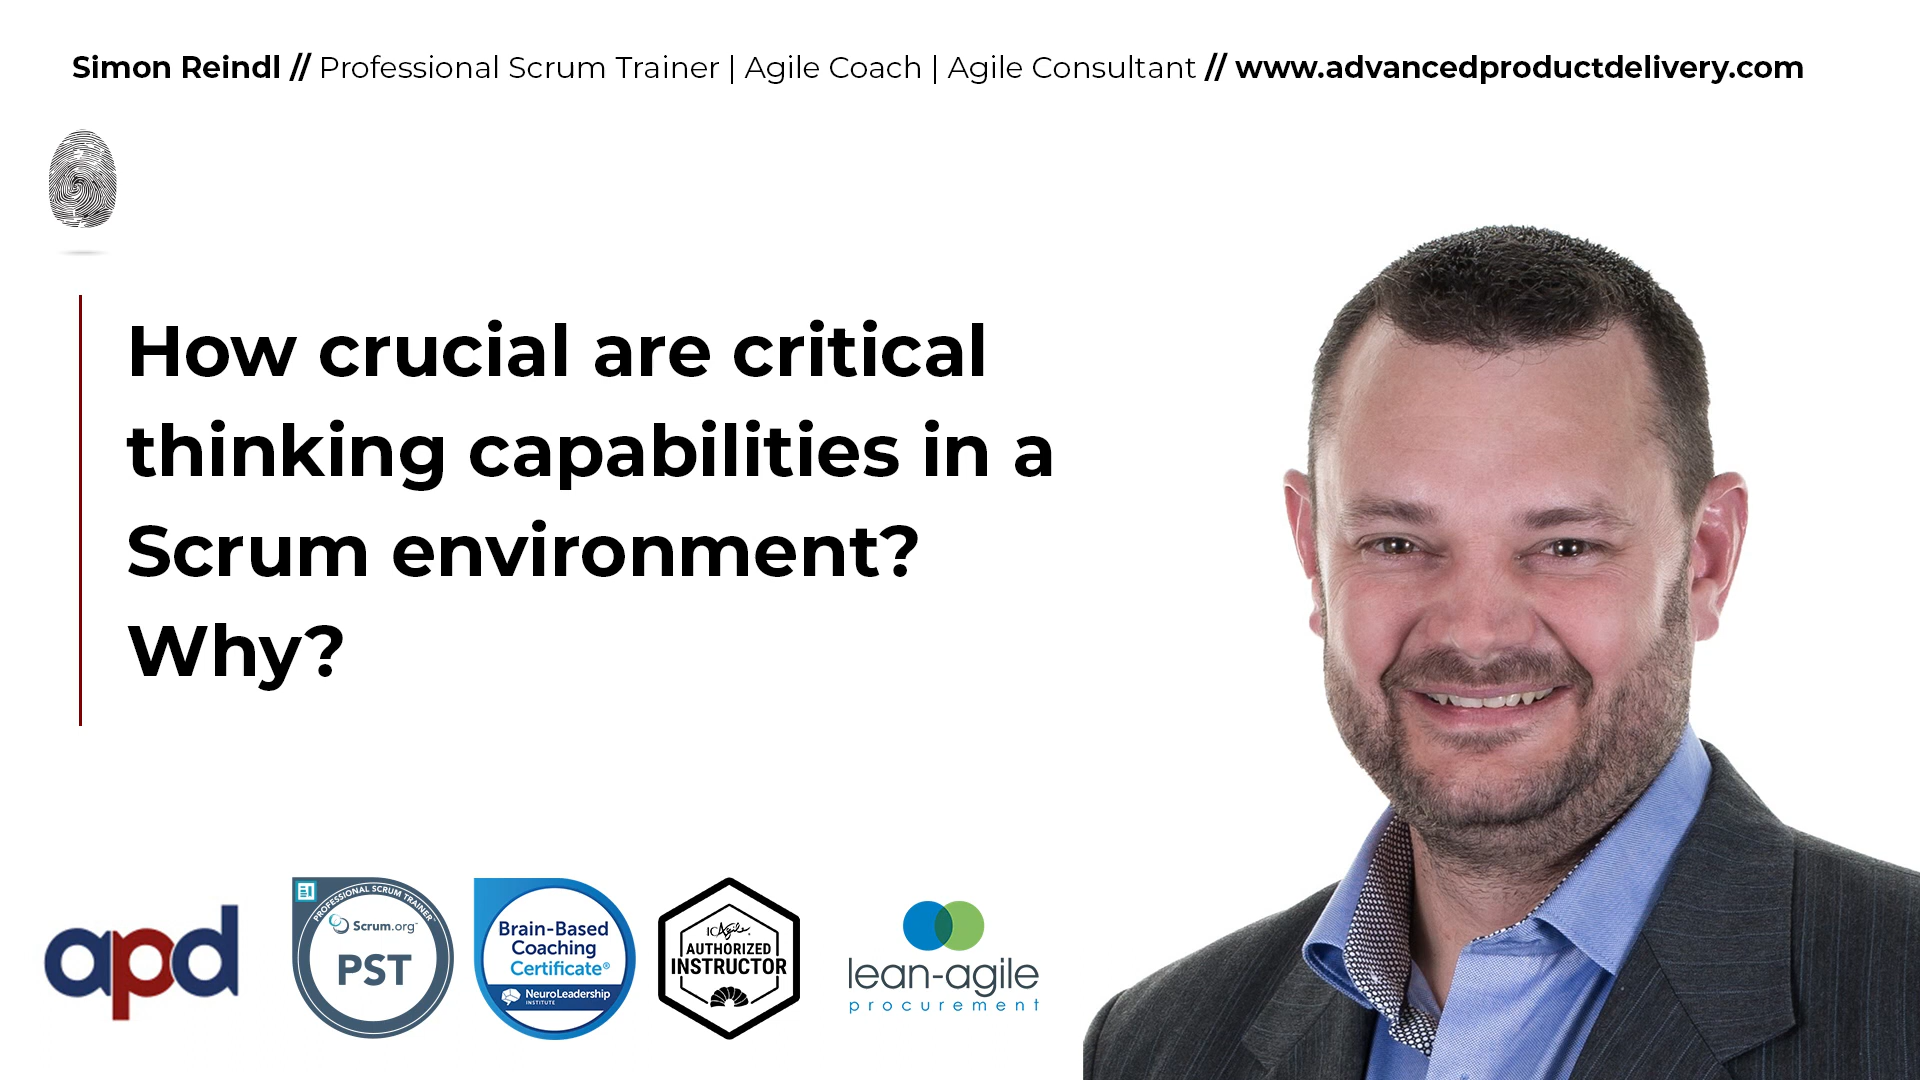 Simon Reindl // Professional Scrum Trainer | Agile Coach | Agile Consultant // www.advancedproductdelivery.com
How crucial are critical
thinking capabilities in a
Scrum environment?
Why?
apd
PROFESSIONAL SCRUM TRAINER
Scrum.org
PST
Brain-Based
Coaching
Certificate®
NeuroLeadership
INSTITUTE
ICAgile
AUTHORIZED
INSTRUCTOR
lean-agile
procurement